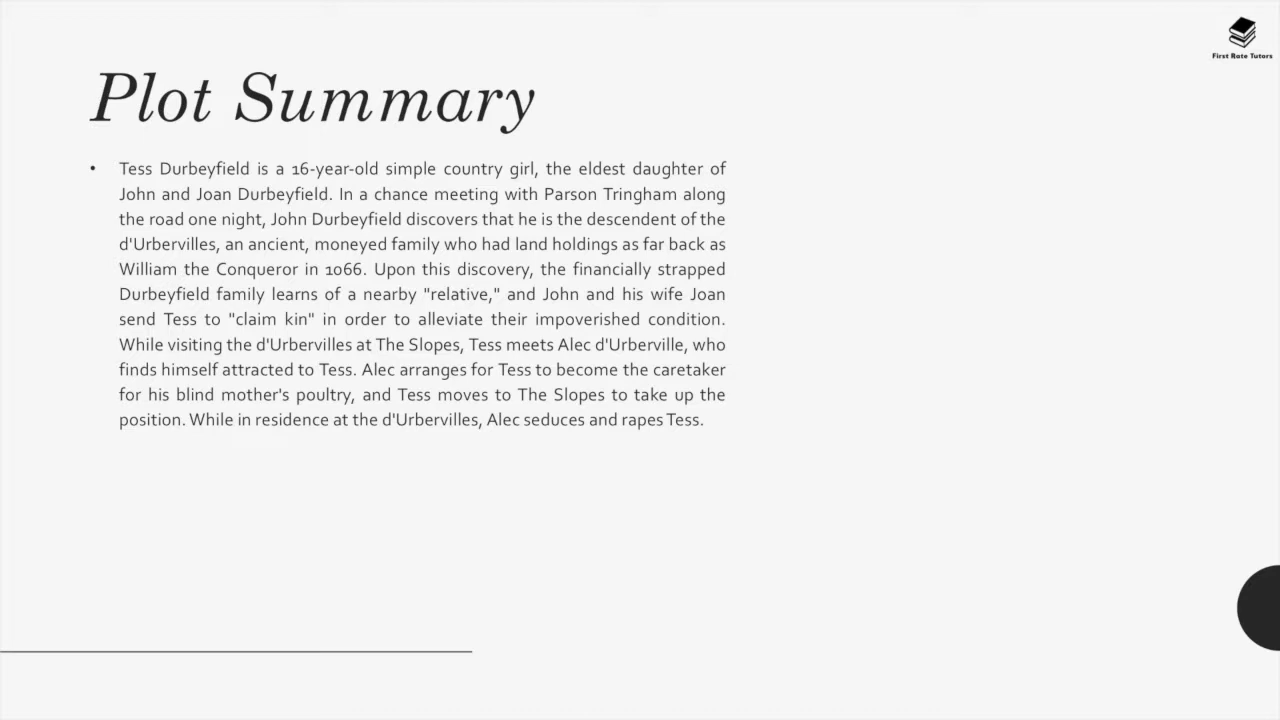 First Rate Tutors
Plot Summary
• Tess Durbeyfield is a 16-year-old simple country girl, the eldest daughter of
John and Joan Durbeyfield. In a chance meeting with Parson Tringham along
the road one night, John Durbeyfield discovers that he is the descendent of the
d'Urbervilles, an ancient, moneyed family who had land holdings as far back as
William the Conqueror in 1066. Upon this discovery, the financially strapped
Durbeyfield family learns of a nearby "relative," and John and his wife Joan
send Tess to "claim kin" in order to alleviate their impoverished condition.
While visiting the d'Urbervilles at The Slopes, Tess meets Alec d'Urberville, who
finds himself attracted to Tess. Alec arranges for Tess to become the caretaker
for his blind mother's poultry, and Tess moves to The Slopes to take up the
position. While in residence at the d'Urbervilles, Alec seduces and rapes Tess.